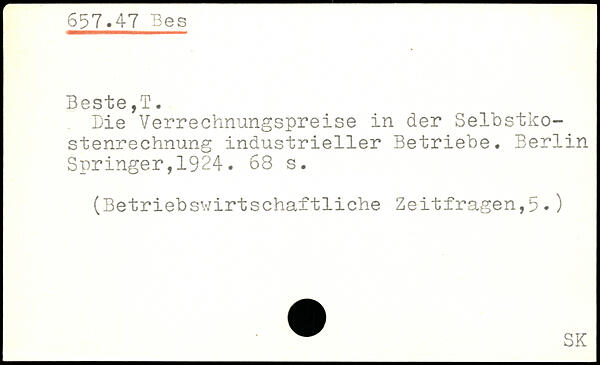 657.47 Bes
Beste,T.
Die Verrechnungspreise in der Selbstko-
stenrechnung industrieller Betriebe. Berlin
Springer,1924. 68 s.
(Betriebswirtschaftliche Zeitfragen,5.)
SK